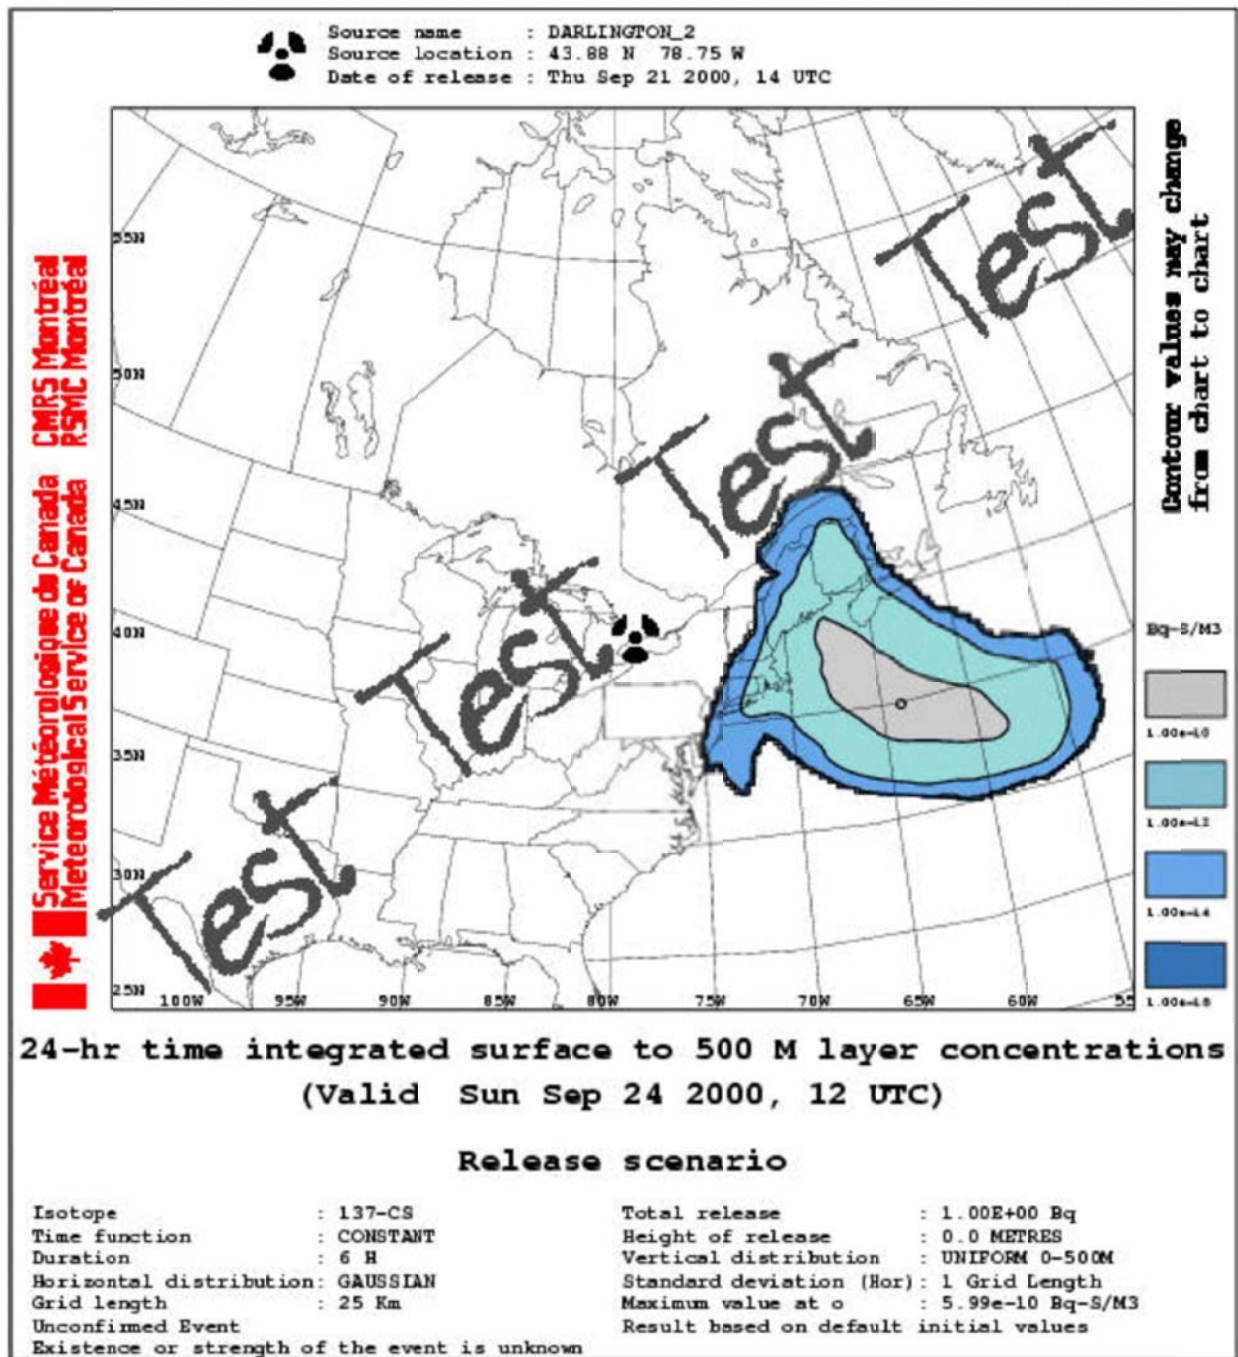 Source name : DARLINGTON_2
Source location : 43.88 N 78.75 W
Date of release : Thu Sep 21 2000, 14 UTC
Test
Test
Test
Test
55N
50N
45N
40N
35N
30N
25N
100W 95W 90W 85W 80W 75W 70W 65W 60W 55
Service Météorologique du Canada CMRS Montréal
Meteorological Service of Canada RSMC Montréal
Contour values may change
from chart to chart
Bq-S/M3
24-hr time integrated surface to 500 M layer concentrations
(Valid Sun Sep 24 2000, 12 UTC)
Release scenario
Isotope : 137-CS
Time function : CONSTANT
Duration : 6 H
Horizontal distribution: GAUSSIAN
Grid length : 25 Km
Unconfirmed Event
Existence or strength of the event is unknown
Total release : 1.00E+00 Bq
Height of release : 0.0 METRES
Vertical distribution : UNIFORM 0-500M
Standard deviation (Hor): 1 Grid Length
Maximum value at o : 5.99e-10 Bq-S/M3
Result based on default initial values